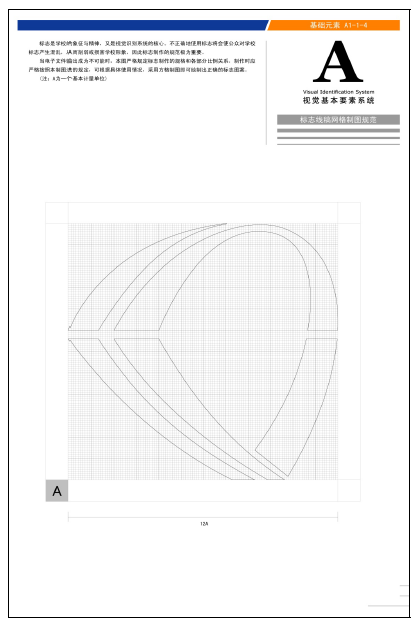 基础元素 A1-1-4
标志是学校的象征与精神，又是视觉识别系统的核心。不正确地使用标志将会使公众对学校
标志产生混乱，从而削弱或损害学校形象。因此标志制作的规范极为重要。
当电子文件输出成为不可能时，本图严格规定标志制作的规格和各部分比例关系，制作时应
严格按照本制图法的规定，可根据具体使用情况，采用方格制图即可绘制出正确的标志图案。
(注：A为一个基本计量单位)
A
Visual Identification System
视觉基本要素系统
标志线稿网格制图规范
A
12A